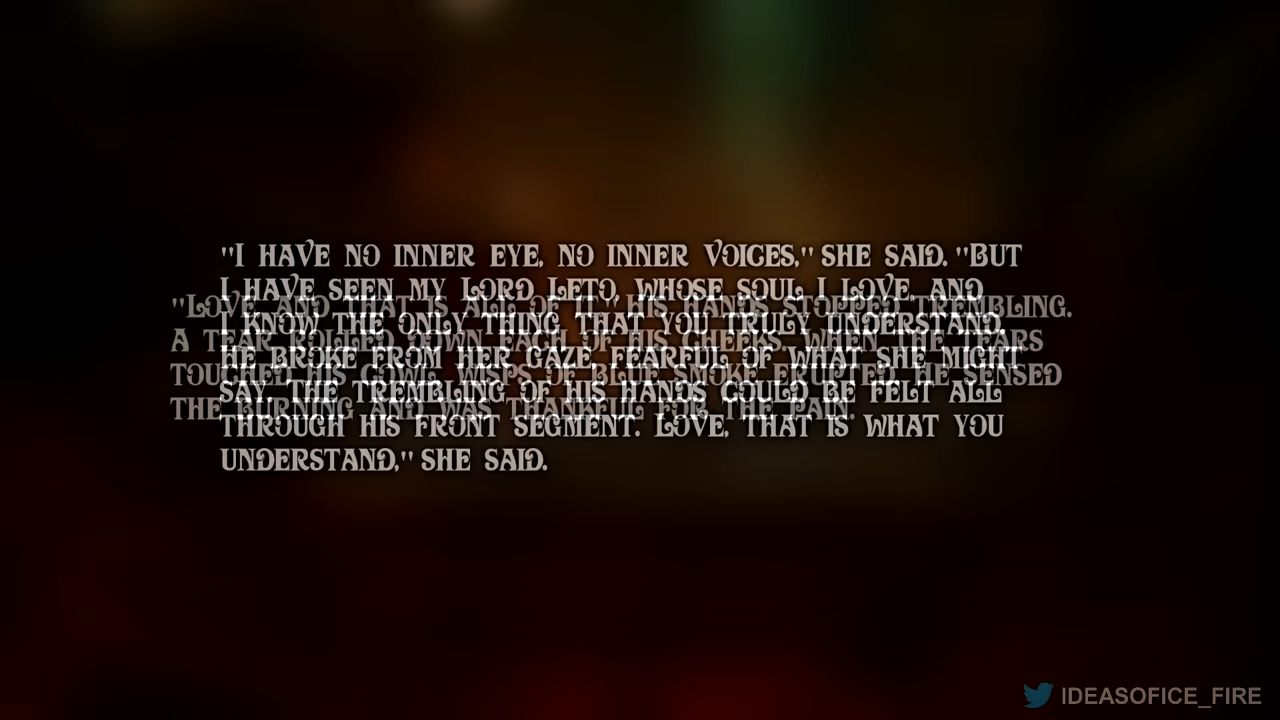 "I HAVE NO INNER EYE, NO INNER VOICES," SHE SAID. "BUT
I HAVE SEEN MY LORD LETO, WHOSE SOUL I LOVE, AND
I KNOW THE ONLY THING THAT YOU TRULY UNDERSTAND.
HE BROKE FROM HER GAZE, FEARFUL OF WHAT SHE MIGHT
SAY. THE TREMBLING OF HIS HANDS COULD BE FELT ALL
THROUGH HIS FRONT SEGMENT. LOVE, THAT IS WHAT YOU
UNDERSTAND," SHE SAID.
"LOVE, AND THAT IS ALL OF IT." HIS HANDS STOPPED TREMBLING.
A TEAR ROLLED DOWN EACH OF HIS CHEEKS. WHEN THE TEARS
TOUCHED HIS COWL, WISPS OF BLUE SMOKE ERUPTED. HE SENSED
THE BURNING AND WAS THANKFUL FOR THE PAIN.
IDEASOFICE_FIRE